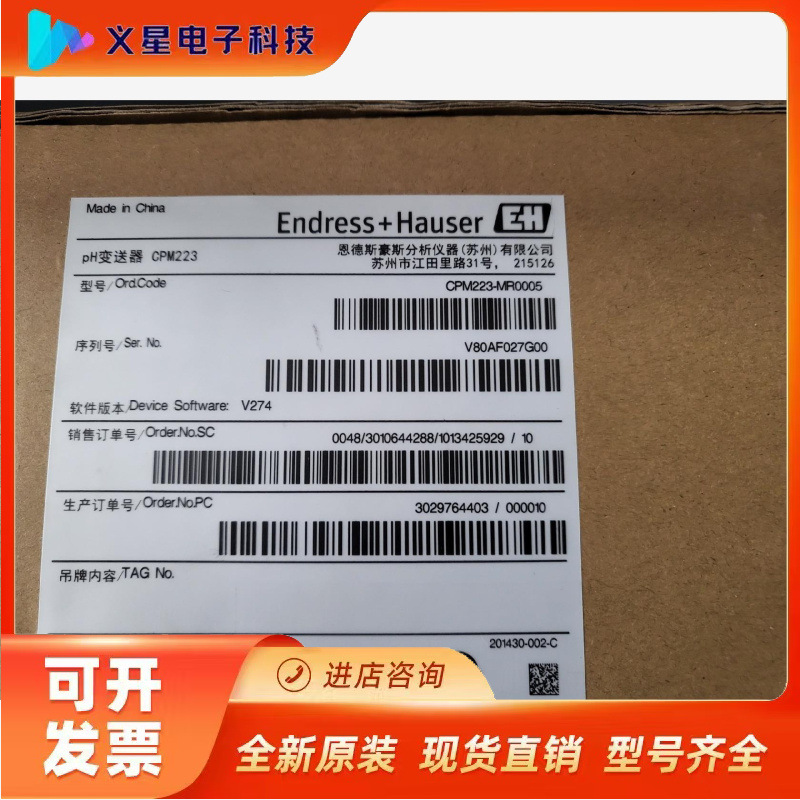 义星电子科技
Made in China
Endress+Hauser EH
恩德斯豪斯分析仪器(苏州)有限公司
pH变送器 CPM223
苏州市江田里路31号, 215126
型号/Ord.Code
CPM223-MR0005
序列号/Ser. No.
V80AF027G00
软件版本/Device Software: V274
销售订单号/Order.No.SC
0048/3010644288/1013425929 / 10
生产订单号/Order.No.PC
3029764403 / 000010
吊牌内容/TAG No.
201430-002-C
可开
发票
进店咨询
全新原装 现货直销 型号齐全